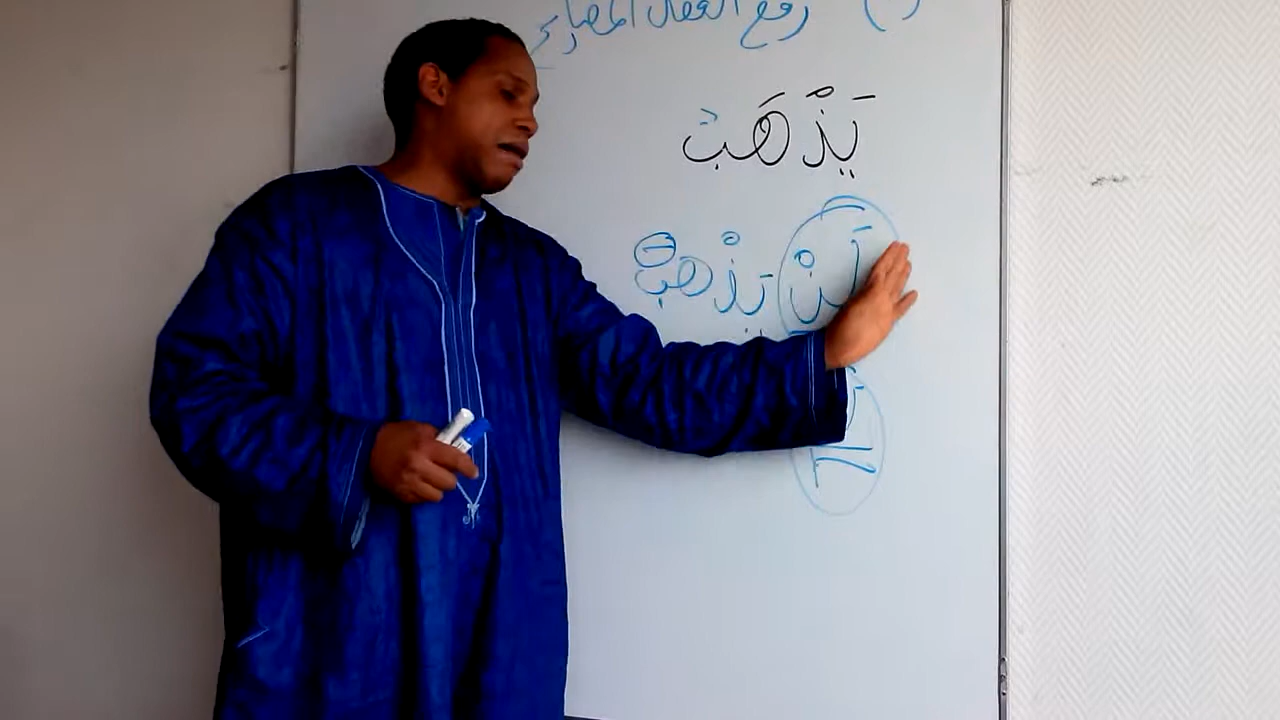 ( ) رفع الفعل المضارع
يَذْهَبُ
لَنْ يَذْهَبَ